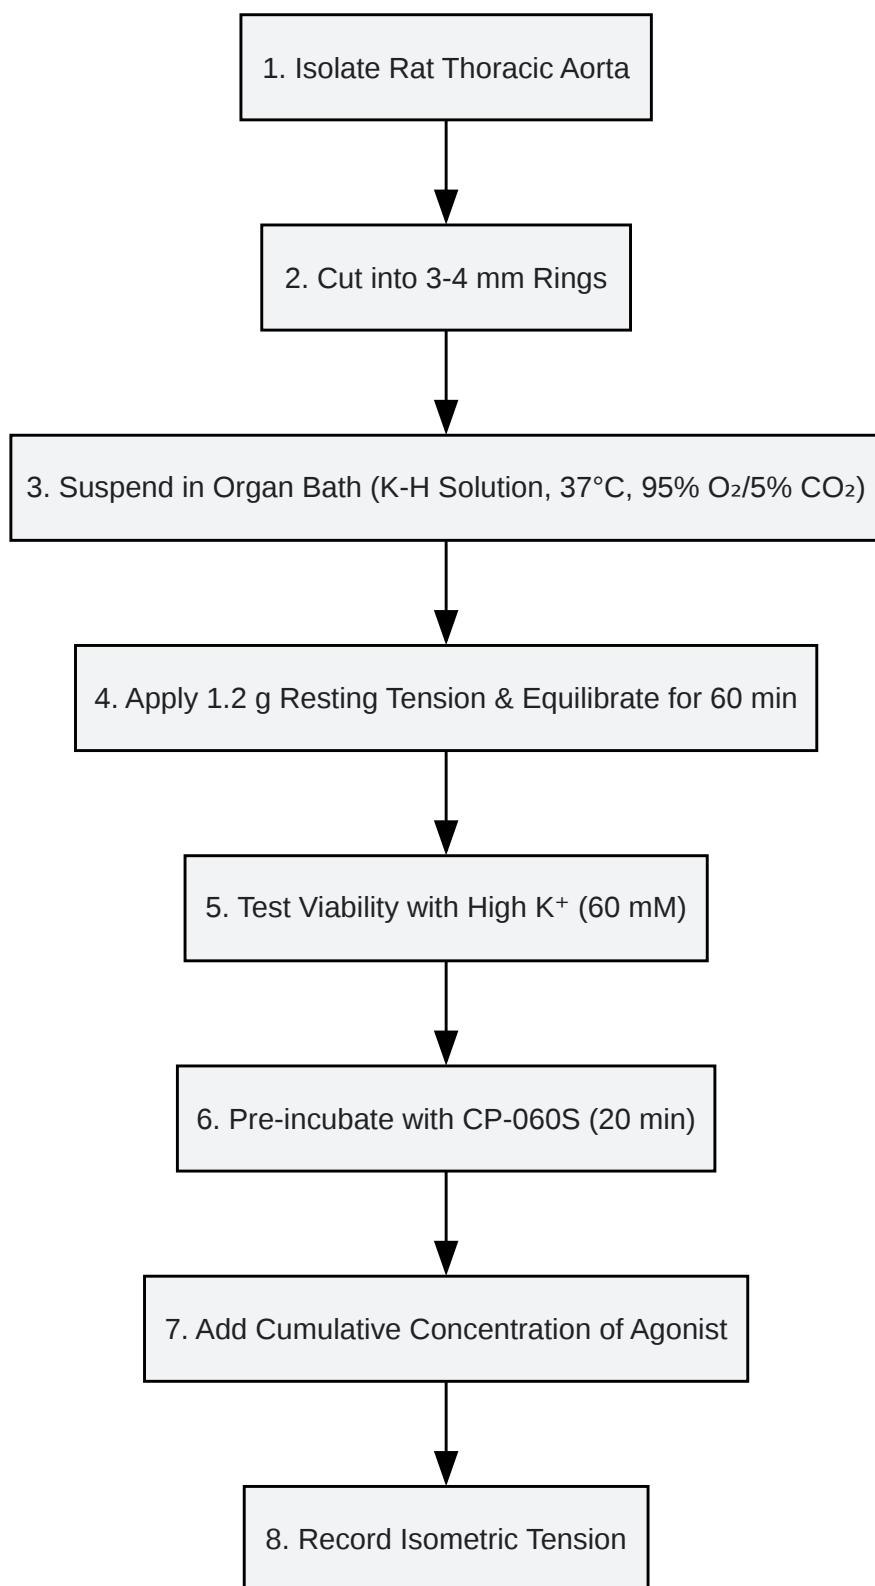 1. Isolate Rat Thoracic Aorta
2. Cut into 3-4 mm Rings
3. Suspend in Organ Bath (K-H Solution, 37°C, 95% O₂/5% CO₂)
4. Apply 1.2 g Resting Tension & Equilibrate for 60 min
5. Test Viability with High K⁺ (60 mM)
6. Pre-incubate with CP-060S (20 min)
7. Add Cumulative Concentration of Agonist
8. Record Isometric Tension